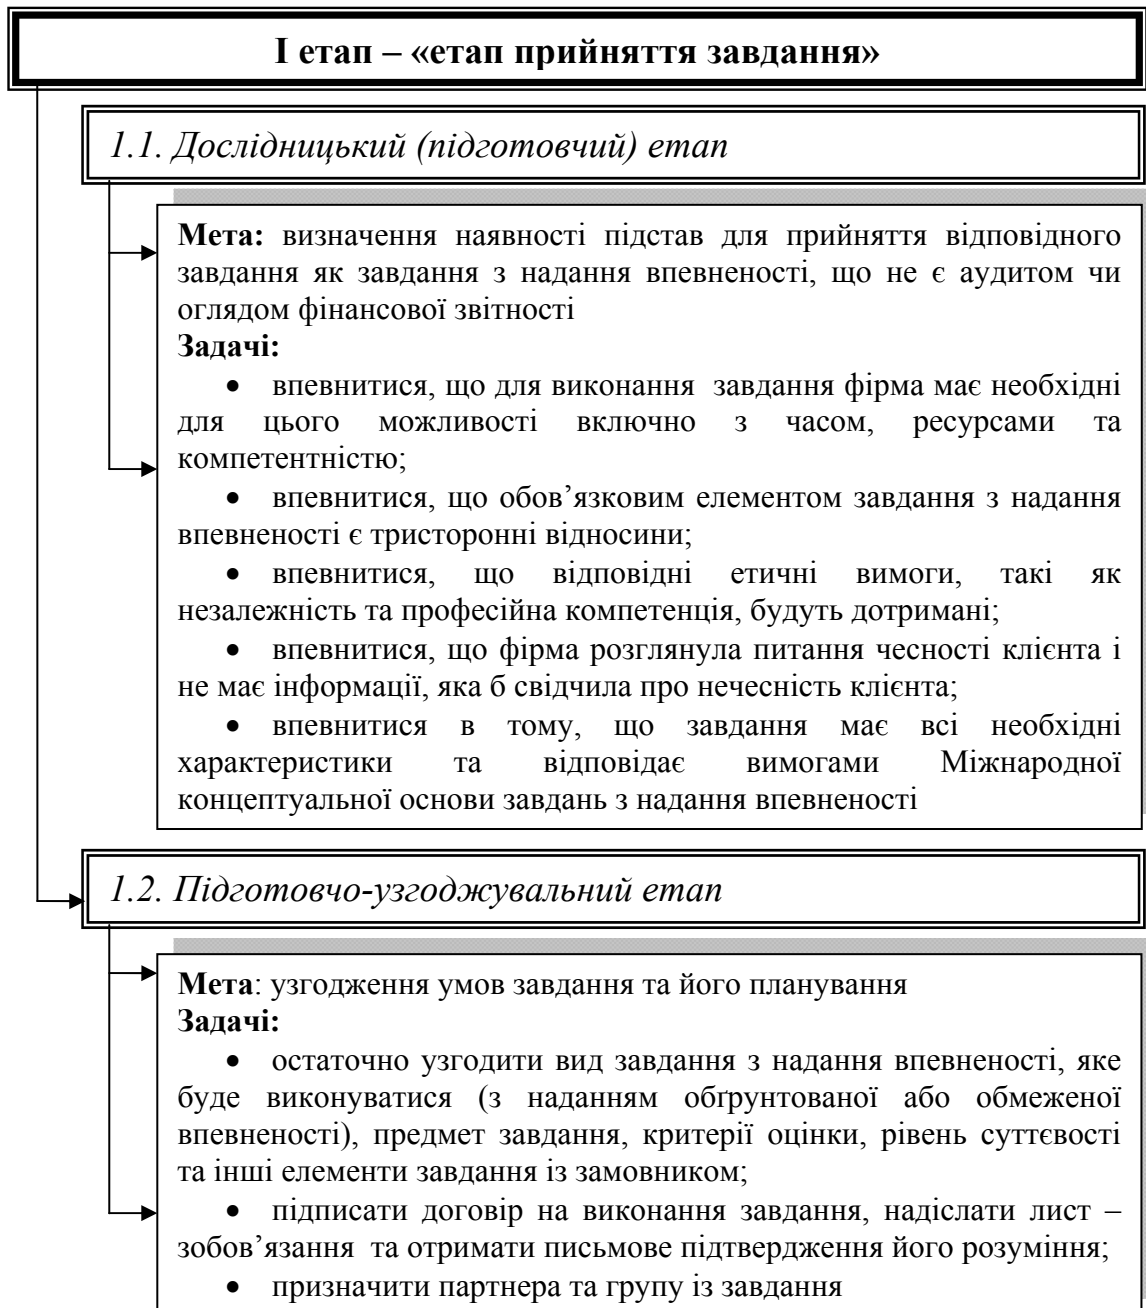 І етап – «етап прийняття завдання»
1.1. Дослідницький (підготовчий) етап
Мета: визначення наявності підстав для прийняття відповідного
завдання як завдання з надання впевненості, що не є аудитом чи
оглядом фінансової звітності
Задачі:
• впевнитися, що для виконання завдання фірма має необхідні
для цього можливості включно з часом, ресурсами та
компетентністю;
• впевнитися, що обов’язковим елементом завдання з надання
впевненості є тристоронні відносини;
• впевнитися, що відповідні етичні вимоги, такі як
незалежність та професійна компетенція, будуть дотримані;
• впевнитися, що фірма розглянула питання чесності клієнта і
не має інформації, яка б свідчила про нечесність клієнта;
• впевнитися в тому, що завдання має всі необхідні
характеристики та відповідає вимогами Міжнародної
концептуальної основи завдань з надання впевненості
1.2. Підготовчо-узгоджувальний етап
Мета: узгодження умов завдання та його планування
Задачі:
• остаточно узгодити вид завдання з надання впевненості, яке
буде виконуватися (з наданням обґрунтованої або обмеженої
впевненості), предмет завдання, критерії оцінки, рівень суттєвості
та інші елементи завдання із замовником;
• підписати договір на виконання завдання, надіслати лист –
зобов’язання та отримати письмове підтвердження його розуміння;
• призначити партнера та групу із завдання